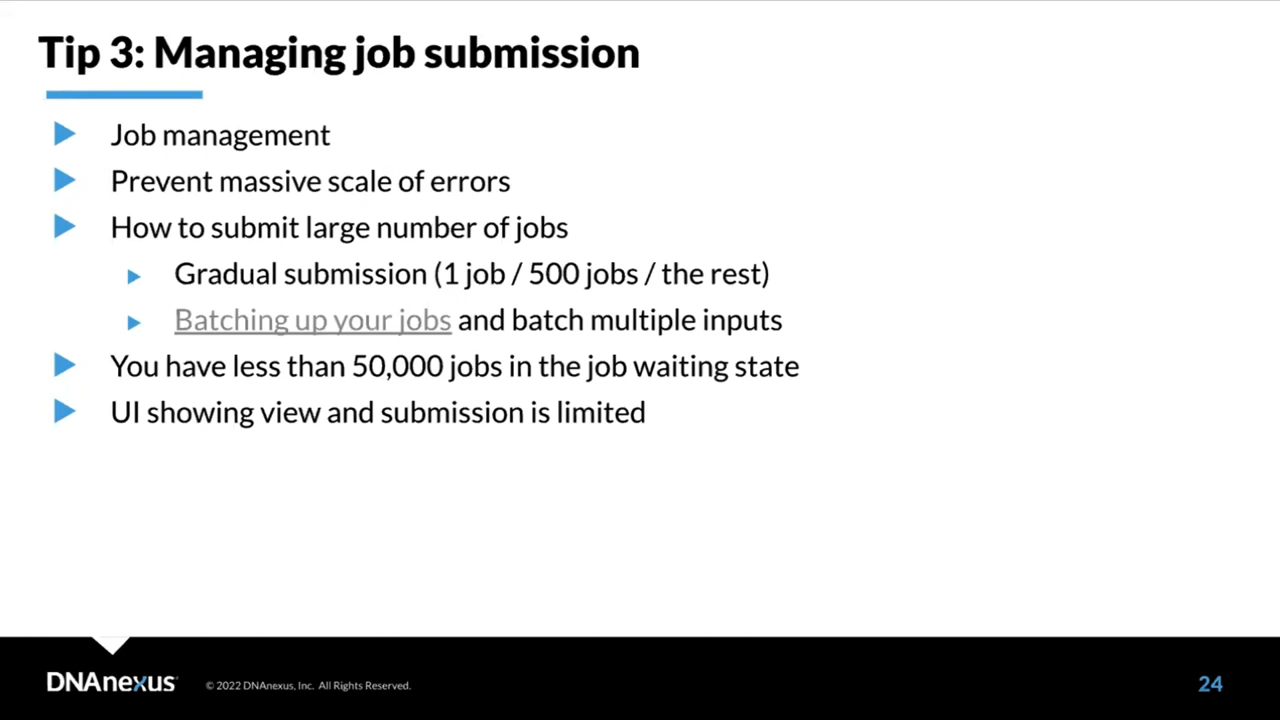 Tip 3: Managing job submission
Job management
Prevent massive scale of errors
How to submit large number of jobs
Gradual submission (1 job / 500 jobs / the rest)
Batching up your jobs and batch multiple inputs
You have less than 50,000 jobs in the job waiting state
UI showing view and submission is limited
DNAnexus
© 2022 DNAnexus, Inc. All Rights Reserved.
24